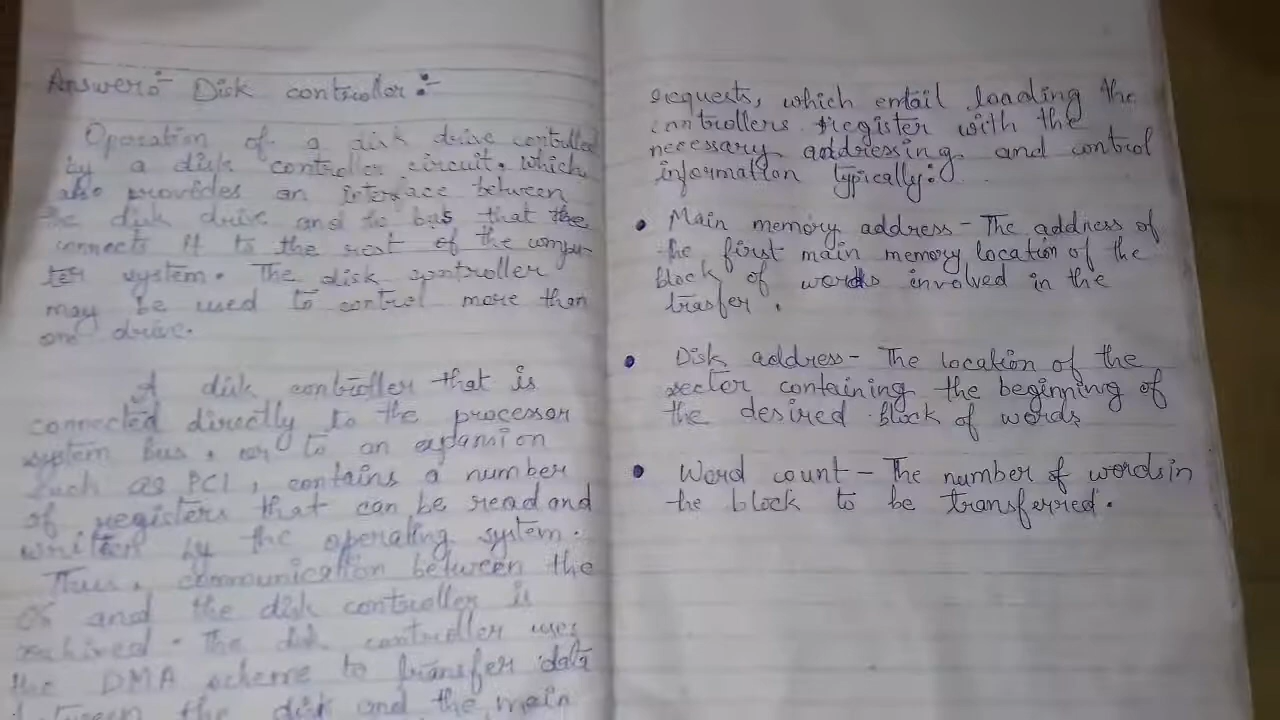 Answer:- Disk controller :-
Operation of a disk drive controlled
by a disk controller circuit. which
also provides an interface between
the disk drive and the bus that the
connects it to the rest of the compu-
ter system. The disk controller
may be used to control more than
one drive.
A disk controller that is
connected directly to the processor
system bus, or to an expansion
such as PCI, contains a number
of registers that can be read and
written by the operating system.
Thus, communication between the
OS and the disk controller is
achived. The disk controller uses
the DMA scheme to transfer data
between the disk and the main
requests, which entail loading the
controllers register with the
necessary addressing and control
information typically:
• Main memory address - The address of
the first main memory location of the
block of words involved in the
trasfer.
• Disk address - The location of the
sector containing the beginning of
the desired block of words
• Word count - The number of words in
the block to be transferred.